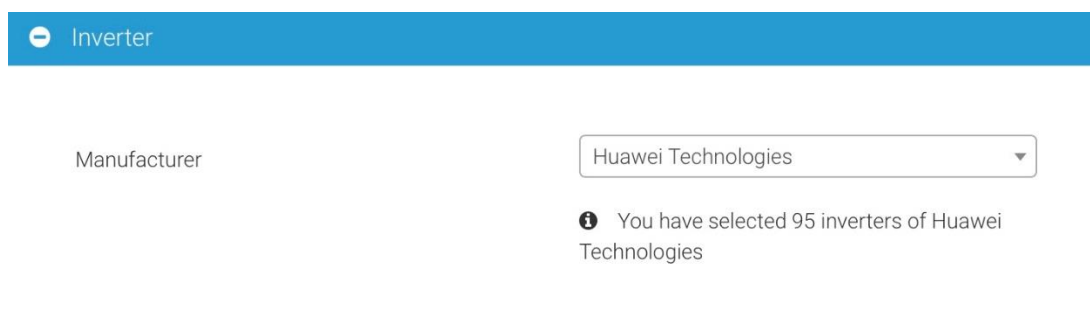 Inverter
Manufacturer
Huawei Technologies
You have selected 95 inverters of Huawei
Technologies